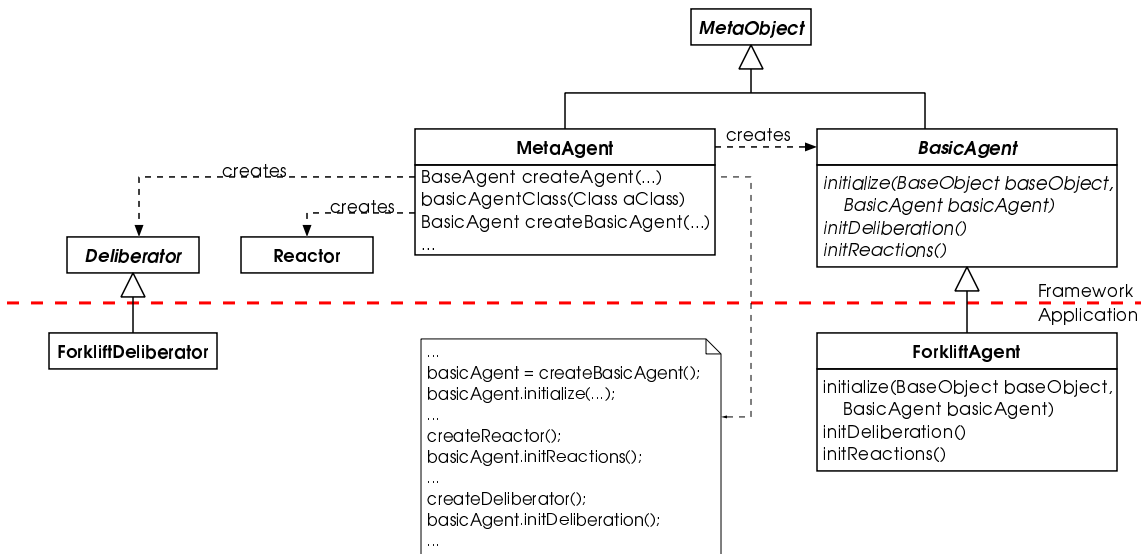 MetaObject
MetaAgent
BaseAgent createAgent(...)
basicAgentClass(Class aClass)
BasicAgent createBasicAgent(...)
...
creates
BasicAgent
initialize(BaseObject baseObject,
BasicAgent basicAgent)
initDeliberation()
initReactions()
creates
creates
Deliberator
Reactor
Framework
Application
ForkliftDeliberator
...
basicAgent = createBasicAgent();
basicAgent.initialize(...);
...
createReactor();
basicAgent.initReactions();
...
createDeliberator();
basicAgent.initDeliberation();
...
ForkliftAgent
initialize(BaseObject baseObject,
BasicAgent basicAgent)
initDeliberation()
initReactions()